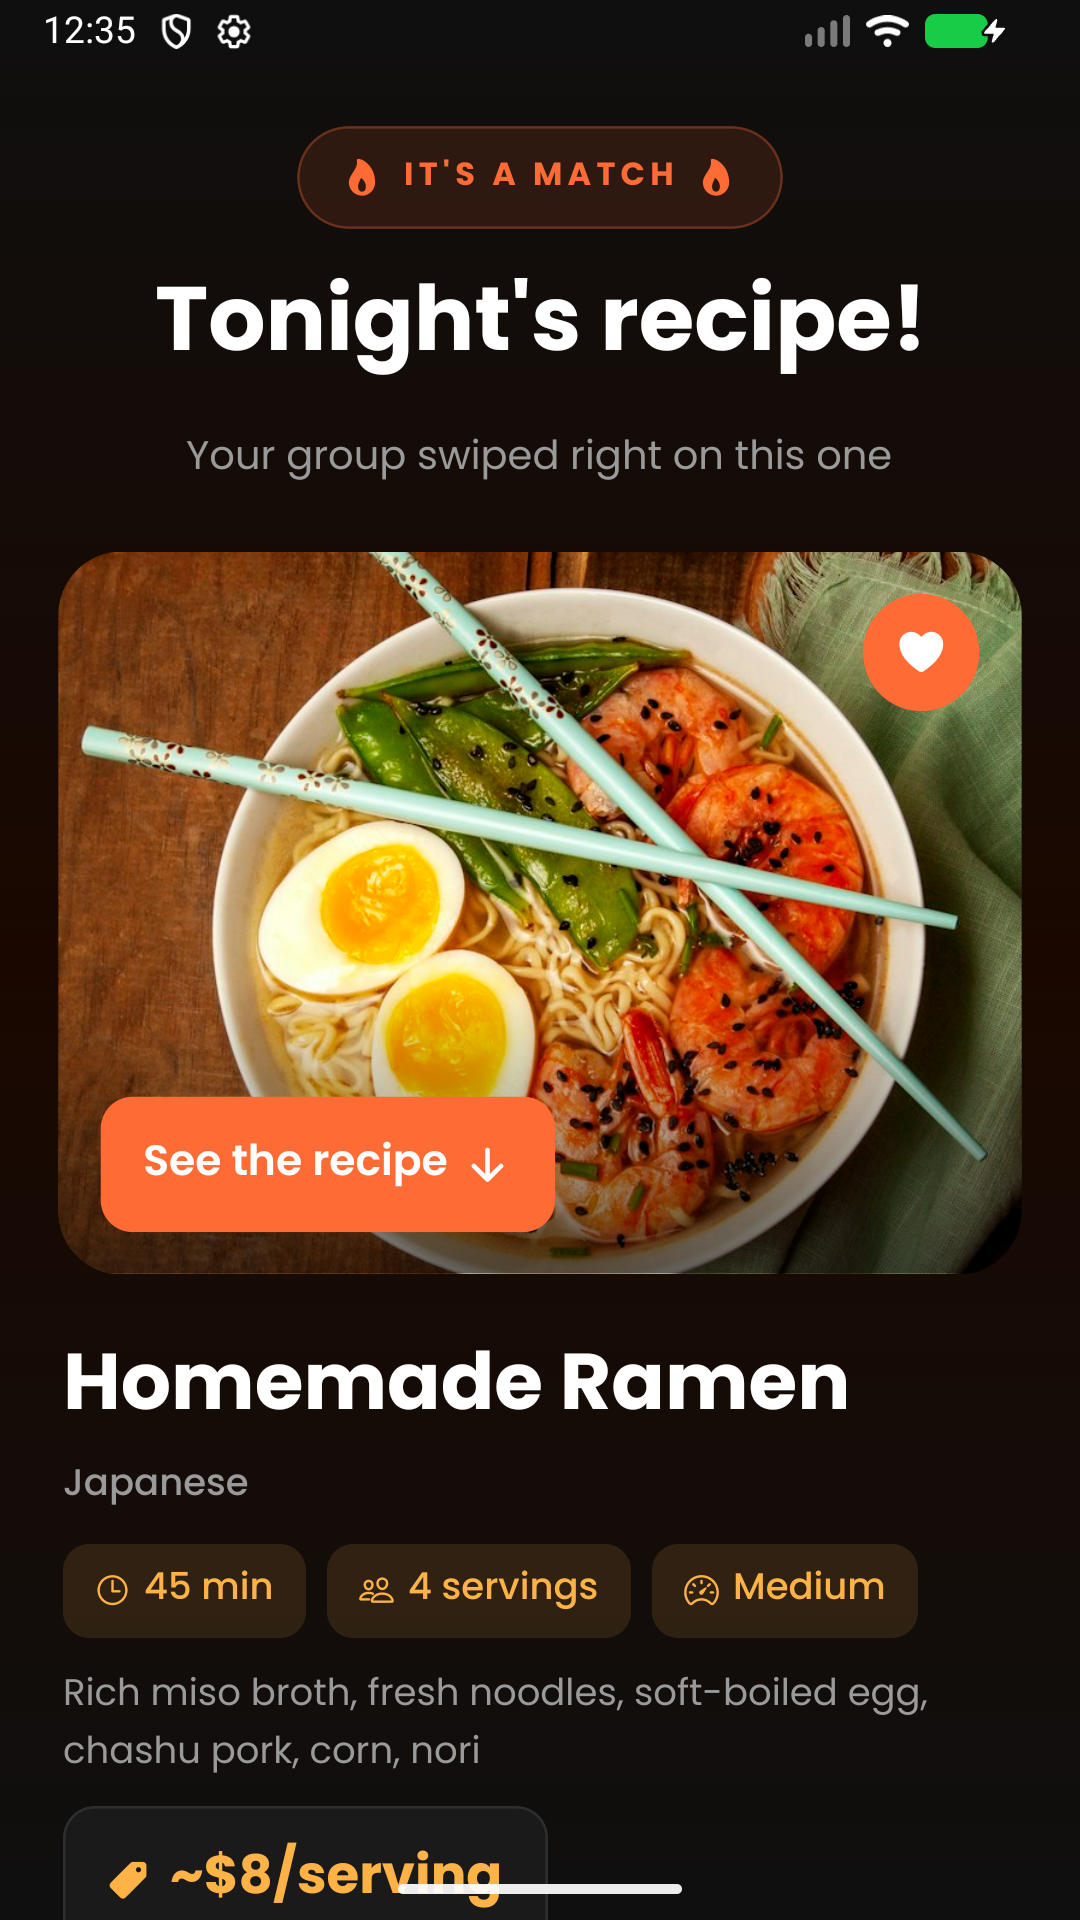 12:35
IT'S A MATCH
Tonight's recipe!
Your group swiped right on this one
See the recipe
Homemade Ramen
Japanese
45 min
4 servings
Medium
Rich miso broth, fresh noodles, soft-boiled egg,
chashu pork, corn, nori
~$8/serving